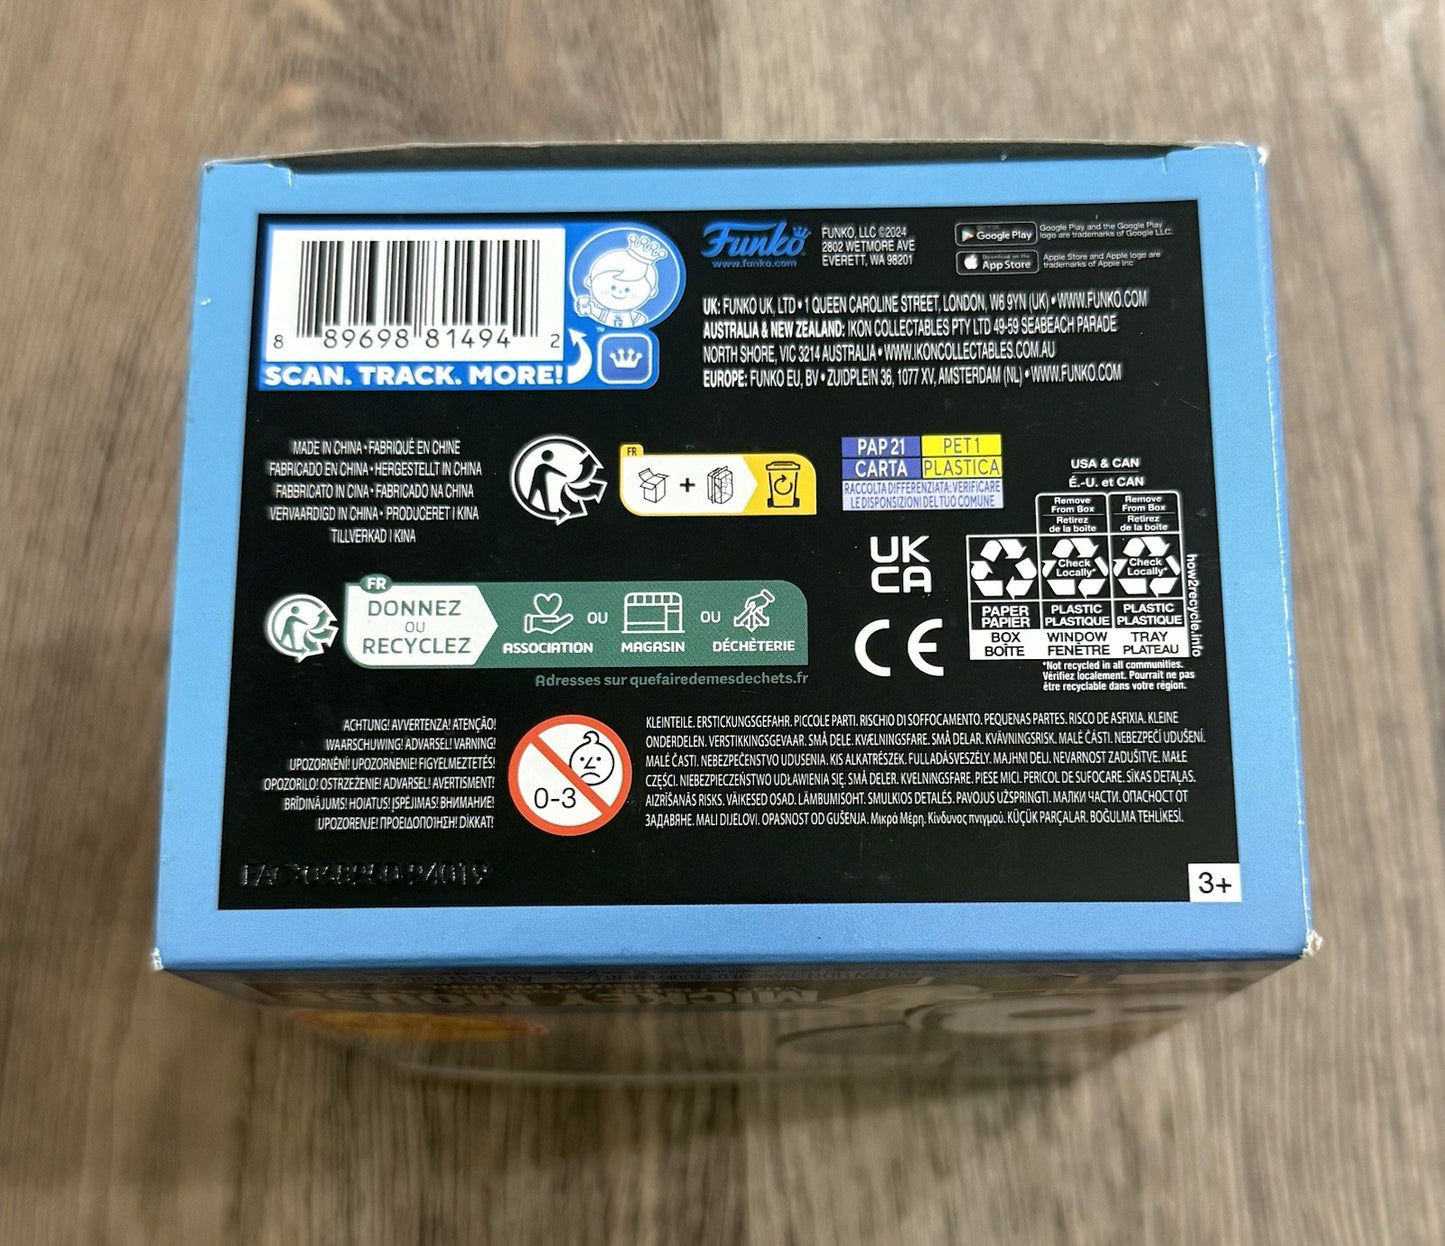 8 89698 81494 2
SCAN. TRACK. MORE!
TM
Funko
www.funko.com
FUNKO, LLC ©2024
2802 WETMORE AVE
EVERETT, WA 98201
Google Play
Google Play and the Google Play
logo are trademarks of Google LLC.
Download on the
App Store
Apple Store and Apple logo are
trademarks of Apple Inc
UK: FUNKO UK, LTD • 1 QUEEN CAROLINE STREET, LONDON, W6 9YN (UK) • WWW.FUNKO.COM
AUSTRALIA & NEW ZEALAND: IKON COLLECTABLES PTY LTD 49-59 SEABEACH PARADE
NORTH SHORE, VIC 3214 AUSTRALIA • WWW.IKONCOLLECTABLES.COM.AU
EUROPE: FUNKO EU, BV • ZUIDPLEIN 36, 1077 XV, AMSTERDAM (NL) • WWW.FUNKO.COM
MADE IN CHINA • FABRIQUÉ EN CHINE
FABRICADO EN CHINA • HERGESTELLT IN CHINA
FABBRICATO IN CINA • FABRICADO NA CHINA
VERVAARDIGD IN CHINA • PRODUCERET I KINA
TILLVERKAD I KINA
FR
+
PAP 21 PET 1
CARTA PLASTICA
RACCOLTA DIFFERENZIATA: VERIFICARE
LE DISPOSIZIONI DEL TUO COMUNE
USA & CAN
É.-U. et CAN
Remove From Box
Retirez de la boîte
Remove From Box
Retirez de la boîte
Check Locally*
Check Locally*
PAPER PAPIER
PLASTIC PLASTIQUE
PLASTIC PLASTIQUE
BOX BOÎTE
WINDOW FENÊTRE
TRAY PLATEAU
how2recycle.info
*Not recycled in all communities.
Vérifiez localement. Pourrait ne pas
être recyclable dans votre région.
UK
CA
CE
FR
DONNEZ
OU
RECYCLEZ
ASSOCIATION OU MAGASIN OU DÉCHÈTERIE
Adresses sur quefairedemesdechets.fr
ACHTUNG! AVVERTENZA! ATENÇÃO!
WAARSCHUWING! ADVARSEL! VARNING!
UPOZORNĚNÍ! UPOZORNENIE! FIGYELMEZTETÉS!
OPOZORILO! OSTRZEŻENIE! ADVARSEL! AVERTISMENT!
BRĪDINĀJUMS! HOIATUS! ĮSPĖJIMAS! ВНИМАНИЕ!
UPOZORENJE! ΠΡΟΕΙΔΟΠΟΙΗΣΗ! DİKKAT!
0-3
KLEINTEILE. ERSTICKUNGSGEFAHR. PICCOLE PARTI. RISCHIO DI SOFFOCAMENTO. PEQUENAS PARTES. RISCO DE ASFIXIA. KLEINE
ONDERDELEN. VERSTIKKINGSGEVAAR. SMÅ DELE. KVÆLNINGSFARE. SMÅ DELAR. KVÄVNINGSRISK. MALÉ ČÁSTI. NEBEZPEČÍ UDUŠENÍ.
MALÉ ČASTI. NEBEZPEČENSTVO UDUSENIA. KIS ALKATRÉSZEK. FULLADÁSVESZÉLY. MAJHNI DELI. NEVARNOST ZADUŠITVE. MAŁE
CZĘŚCI. NIEBEZPIECZEŃSTWO UDŁAWIENIA SIĘ. SMÅ DELER. KVELNINGSFARE. PIESE MICI. PERICOL DE SUFOCARE. SĪKAS DETAĻAS.
AIZRĪŠANĀS RISKS. VÄIKESED OSAD. LÄMBUMISOHT. SMULKIOS DETALĖS. PAVOJUS UŽSPRINGTI. МАЛКИ ЧАСТИ. ОПАСНОСТ ОТ
ЗАДАВЯНЕ. MALI DIJELOVI. OPASNOST OD GUŠENJA. Μικρά Μέρη. Κίνδυνος πνιγμού. KÜÇÜK PARÇALAR. BOĞULMA TEHLİKESİ.
3+
MICKEY MOUSE